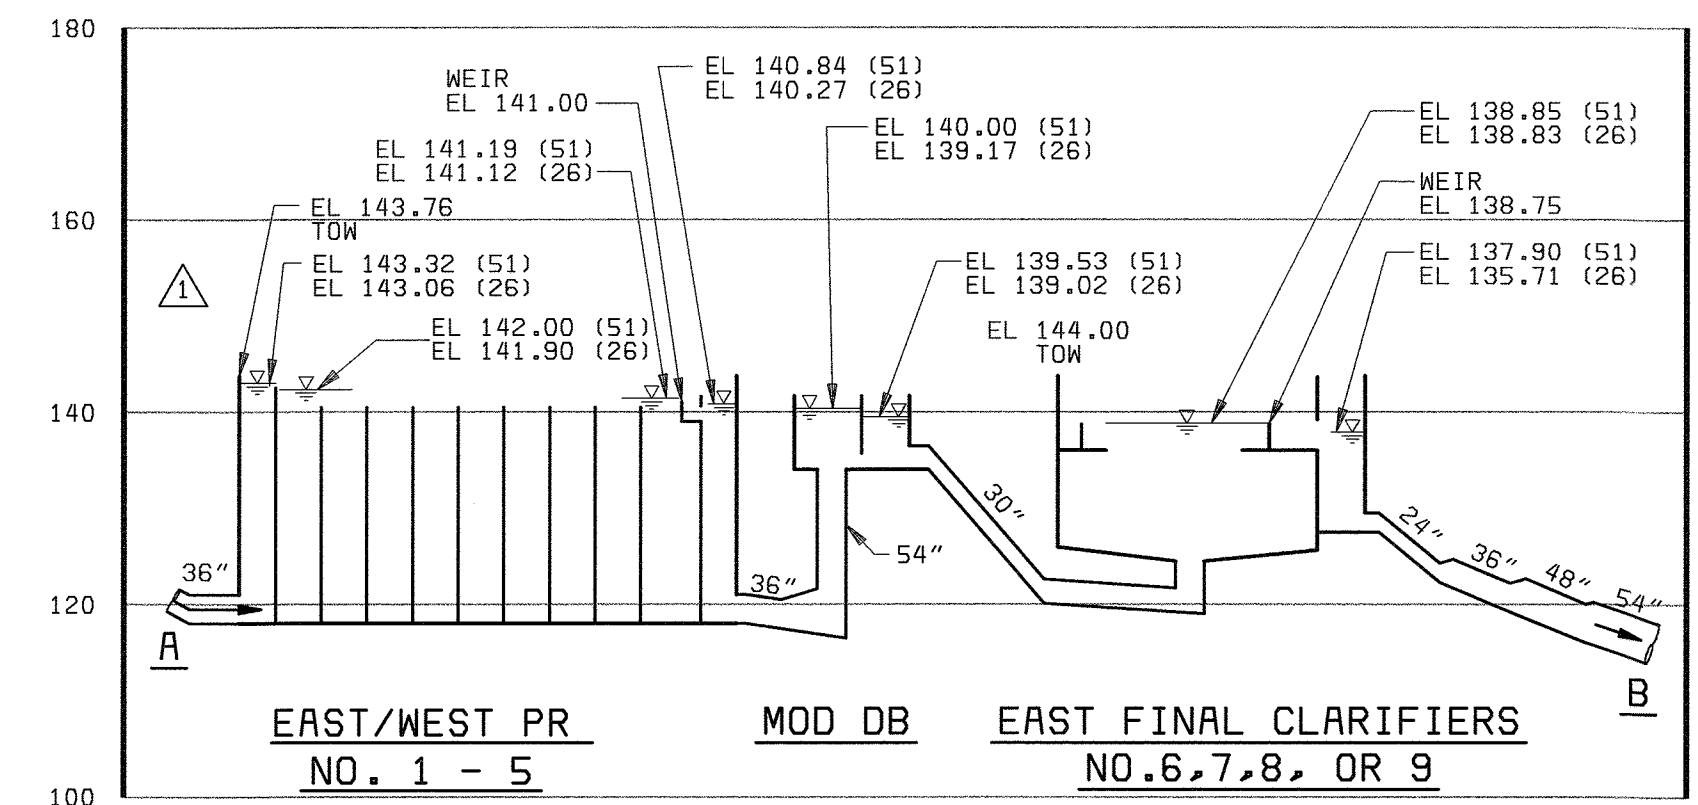 180
160
140
120
100
WEIR
EL 141.00
EL 140.84 (51)
EL 140.27 (26)
EL 140.00 (51)
EL 139.17 (26)
EL 138.85 (51)
EL 138.83 (26)
EL 141.19 (51)
EL 141.12 (26)
WEIR
EL 138.75
EL 143.76
TOW
EL 143.32 (51)
EL 143.06 (26)
1
EL 139.53 (51)
EL 139.02 (26)
EL 137.90 (51)
EL 135.71 (26)
EL 142.00 (51)
EL 141.90 (26)
EL 144.00
TOW
36"
36"
54"
30"
24"
36"
48"
54"
A
B
EAST/WEST PR
NO. 1 - 5
MOD DB
EAST FINAL CLARIFIERS
NO.6,7,8, OR 9